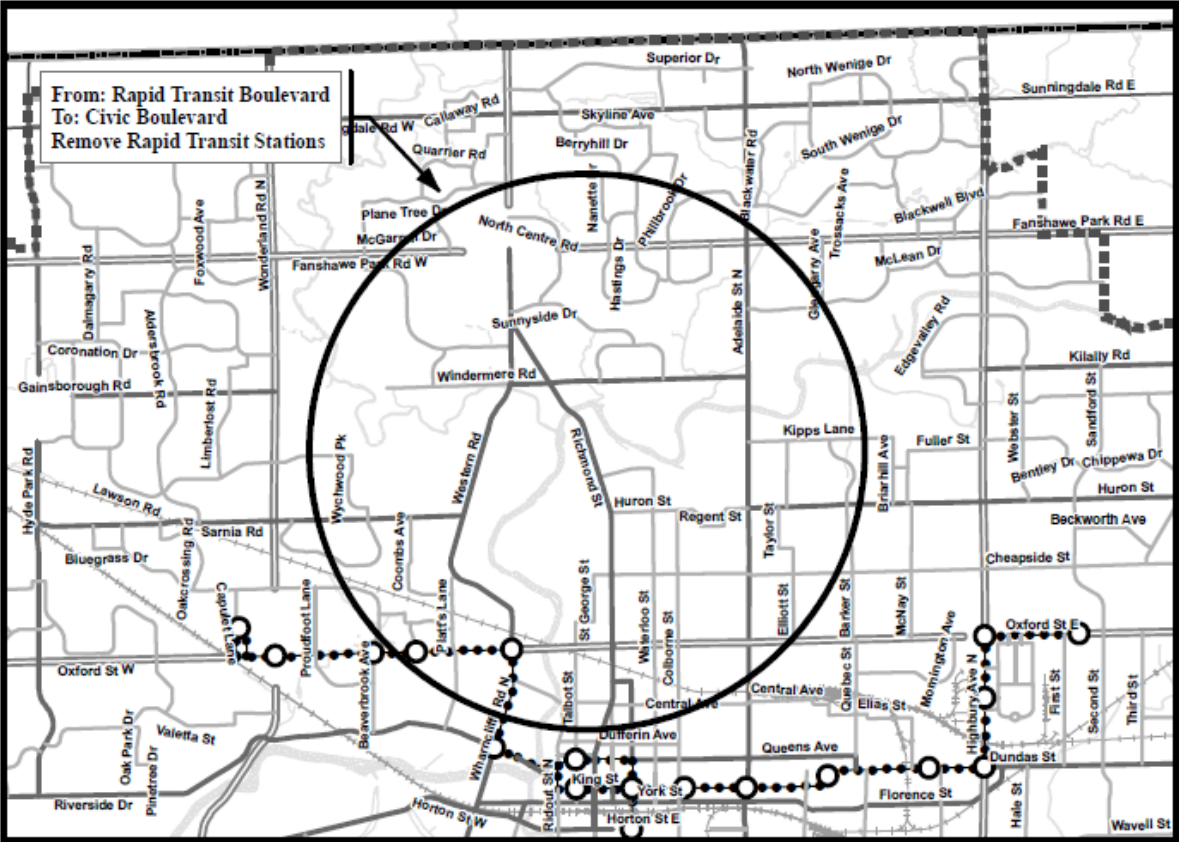 From: Rapid Transit Boulevard
To: Civic Boulevard
Remove Rapid Transit Stations
Superior Dr
North Wenige Dr
Sunningdale Rd E
Callaway Rd
gdale Rd W
Skyline Ave
South Wenige Dr
Quarrier Rd
Berryhill Dr
Blackwater Rd
Nanette Dr
Phillbrook Dr
Trossacks Ave
Blackwell Blvd
Wonderland Rd N
Foxwood Ave
Plane Tree Dr
North Centre Rd
Fanshawe Park Rd E
McGarrell Dr
Dalmagarry Rd
Fanshawe Park Rd W
Hastings Dr
Glengarry Ave
McLean Dr
Aldersbrook Rd
Sunnyside Dr
Adelaide St N
Edgevalley Rd
Coronation Dr
Kilally Rd
Gainsborough Rd
Windermere Rd
Limberlost Rd
Webster St
Sandford St
Wychwood Pk
Western Rd
Richmond St
Kipps Lane
Fuller St
Briarhill Ave
Bentley Dr
Chippewa Dr
Hyde Park Rd
Lawson Rd
Huron St
Huron St
Regent St
Taylor St
Beckworth Ave
Sarnia Rd
Oakcrossing Rd
Coombs Ave
Bluegrass Dr
Cheapside St
Capulet Lane
Proudfoot Lane
Platt's Lane
St George St
Waterloo St
Colborne St
Elliott St
Barker St
McNay St
Mornington Ave
Oxford St E
Oxford St W
Beaverbrook Ave
Wharncliff Rd N
Talbot St
Central Ave
Central Ave
Quebec St
Elias St
Highbury Ave N
First St
Second St
Third St
Valetta St
Oak Park Dr
Pinetree Dr
Dufferin Ave
Queens Ave
Dundas St
Ridout St N
King St
York St
Florence St
Riverside Dr
Horton St W
Horton St E
Hale St
Wavell St